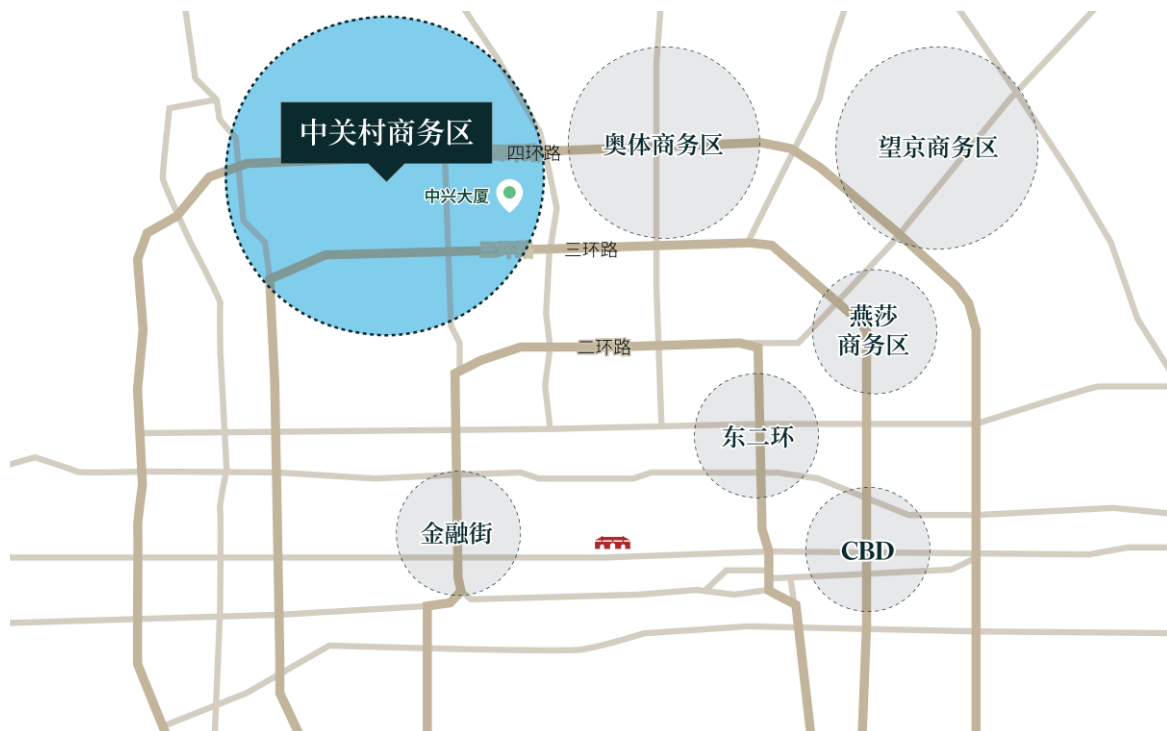 中关村商务区
四环路
奥体商务区
望京商务区
中兴大厦
三环路
燕莎
商务区
二环路
东二环
金融街
CBD